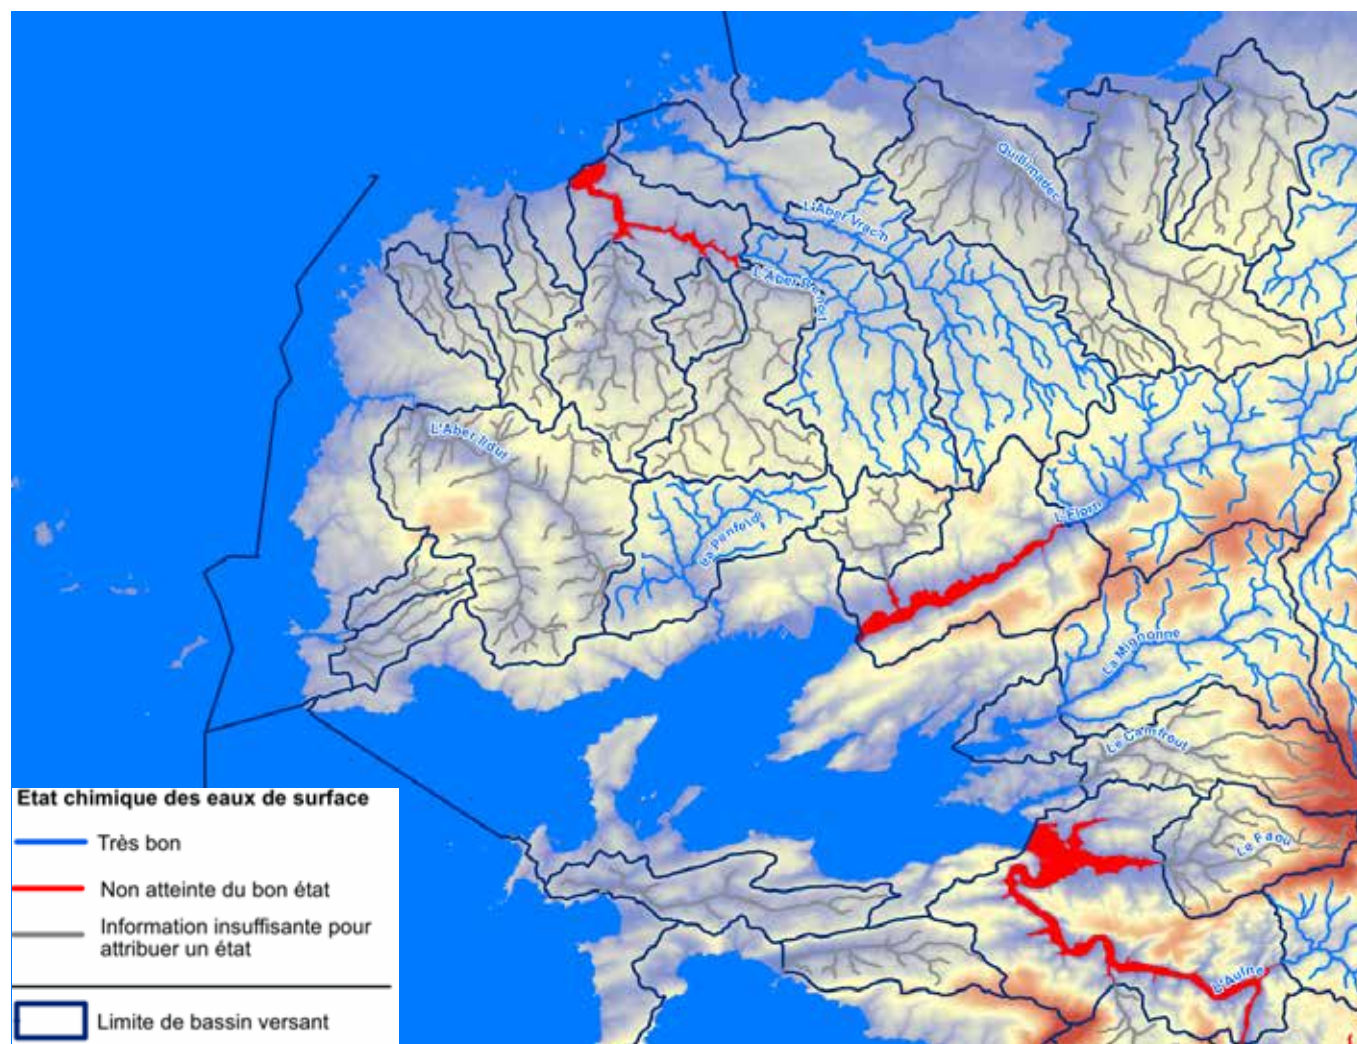 Quillimadec
L'Aber Vrac'h
L'Aber Benoit
L'Aber Ildut
L'Elorn
La Penfeld
La Mignonne
Le Camfrout
Le Faou
L'Aulne
Etat chimique des eaux de surface
Très bon
Non atteinte du bon état
Information insuffisante pour
attribuer un état
Limite de bassin versant